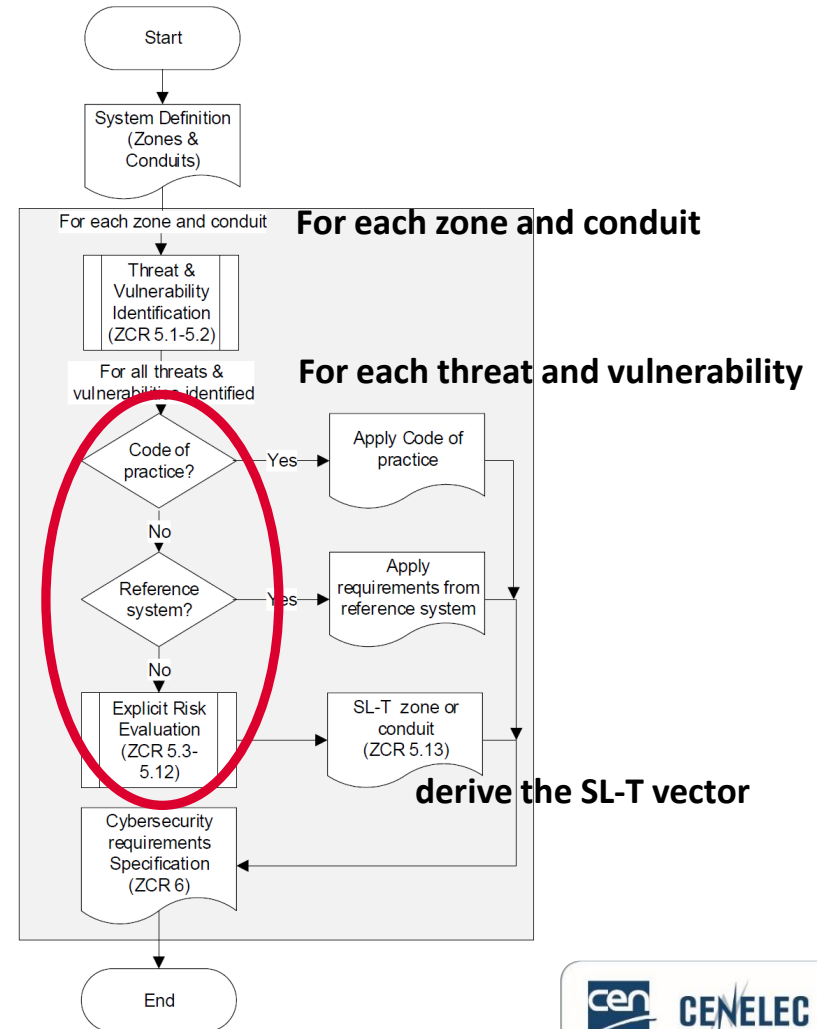 Start
System Definition
(Zones &
Conduits)
For each zone and conduit
For each zone and conduit
Threat &
Vulnerability
Identification
(ZCR 5.1-5.2)
For all threats &
vulnerabilities identified
For each threat and vulnerability
Code of
practice?
Yes
Apply Code of
practice
No
Reference
system?
Yes
Apply
requirements from
reference system
No
Explicit Risk
Evaluation
(ZCR 5.3-
5.12)
SL-T zone or
conduit
(ZCR 5.13)
derive the SL-T vector
Cybersecurity
requirements
Specification
(ZCR 6)
End
cen
CENELEC